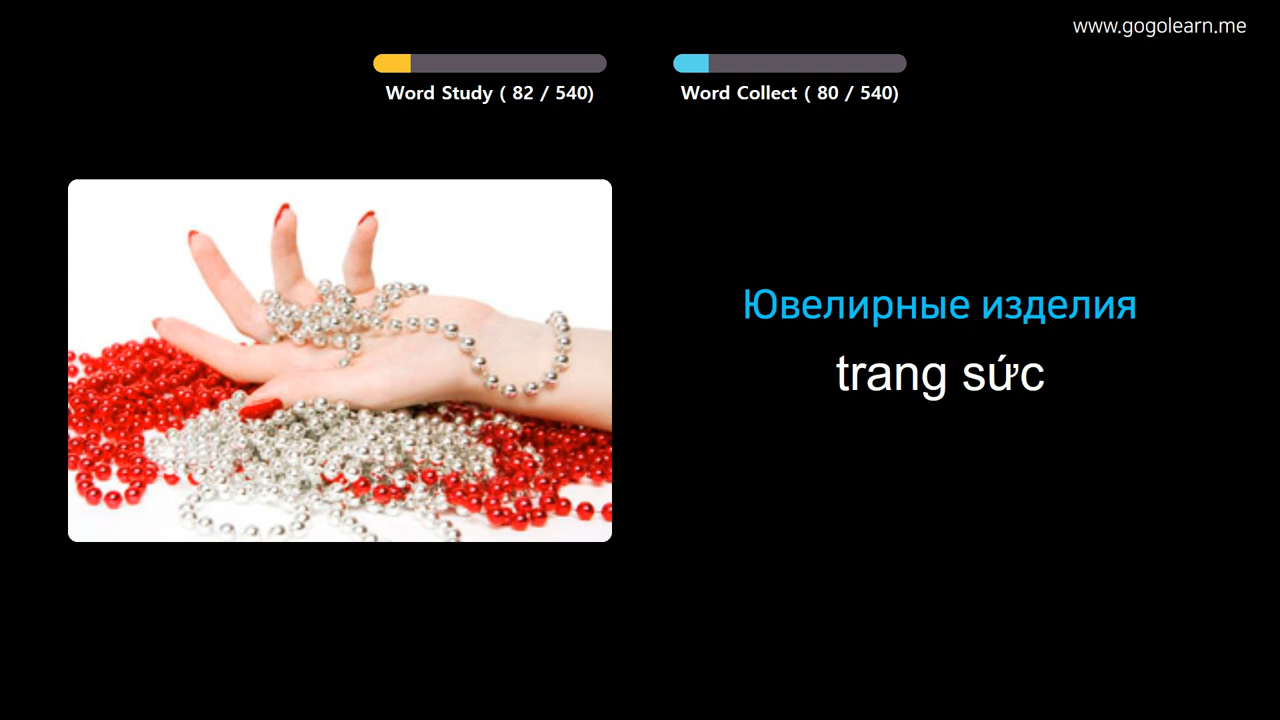 www.gogolearn.me
Word Study ( 82 / 540)
Word Collect ( 80 / 540)
Ювелирные изделия
trang sức